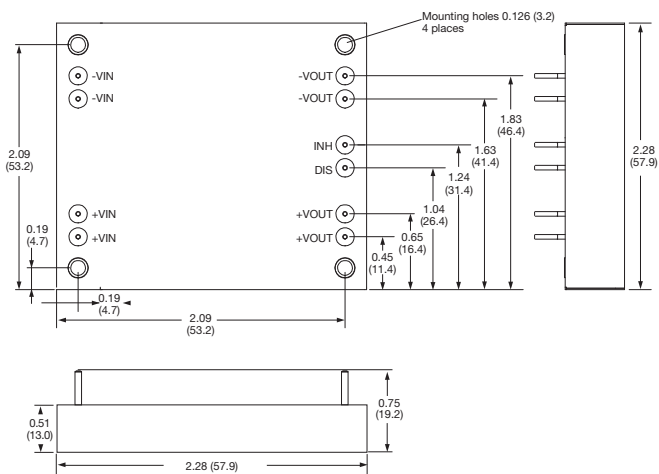 Mounting holes 0.126 (3.2)
4 places
-VIN
-VOUT
-VIN
-VOUT
1.83
(46.4)
INH
1.63
(41.4)
2.28
(57.9)
2.09
(53.2)
DIS
1.24
(31.4)
1.04
(26.4)
+VIN
+VOUT
0.65
(16.4)
0.19
(4.7)
+VIN
+VOUT
0.45
(11.4)
0.19
(4.7)
2.09
(53.2)
0.51
(13.0)
0.75
(19.2)
2.28 (57.9)